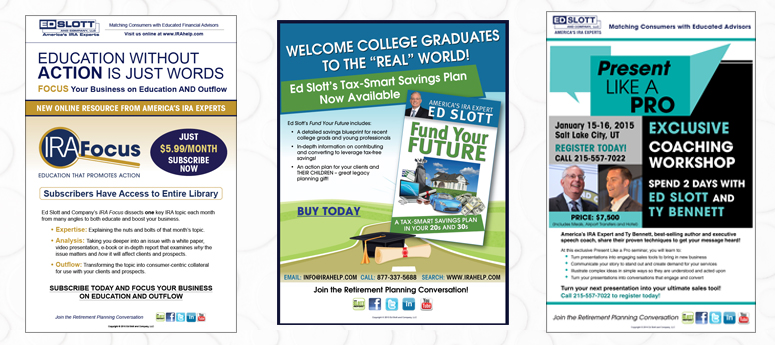 ED SLOTT
AND COMPANY, LLC
America's IRA Experts
Matching Consumers with Educated Financial Advisors
Visit us online at www.IRAhelp.com
EDUCATION WITHOUT
ACTION IS JUST WORDS
FOCUS Your Business on Education AND Outflow
NEW ONLINE RESOURCE FROM AMERICA'S IRA EXPERTS
IRA Focus
EDUCATION THAT PROMOTES ACTION
JUST
$5.99/MONTH
SUBSCRIBE
NOW
Subscribers Have Access to Entire Library
Ed Slott and Company's IRA Focus dissects one key IRA topic each month
from many angles to both educate and boost your business.
• Expertise: Explaining the nuts and bolts of that month's topic.
• Analysis: Taking you deeper into an issue with a white paper,
video presentation, e-book or in-depth report that examines why the
issue matters and how it will affect clients and prospects.
• Outflow: Transforming the topic into consumer-centric collateral
for use with your clients and prospects.
SUBSCRIBE TODAY AND FOCUS YOUR BUSINESS
ON EDUCATION AND OUTFLOW
Join the Retirement Planning Conversation!
WELCOME COLLEGE GRADUATES
TO THE "REAL" WORLD!
Ed Slott's Tax-Smart Savings Plan
Now Available
Ed Slott's Fund Your Future includes:
• A detailed savings blueprint for recent
college grads and young professionals
• In-depth information on contributing
and converting to leverage tax-free
savings!
• An action plan for your clients and
THEIR CHILDREN - great legacy
planning gift!
BUY TODAY
AMERICA'S IRA EXPERT
ED SLOTT
Fund Your
FUTURE
A TAX-SMART SAVINGS PLAN
IN YOUR 20s AND 30s
EMAIL: INFO@IRAHELP.COM CALL: 877-337-5688 SEARCH: WWW.IRAHELP.COM
Join the Retirement Planning Conversation!
ED SLOTT
AND COMPANY, LLC
AMERICA'S IRA EXPERTS
Matching Consumers with Educated Advisors
Present
LIKE A
PRO
January 15-16, 2015
Salt Lake City, UT
REGISTER TODAY!
CALL 215-557-7022
PRICE: $7,500
EXCLUSIVE
COACHING
WORKSHOP
SPEND 2 DAYS WITH
ED SLOTT AND
TY BENNETT
America's IRA Expert and Ty Bennett, best-selling author and executive
speech coach, share their proven techniques to get your message heard!
At this exclusive Present Like a Pro seminar, you will learn to:
• Turn presentations into engaging sales tools to bring in new business
• Communicate your story to stand out and create demand for your services
• Illustrate complex ideas in simple ways so they are understood and acted upon
• Turn your presentations into conversations that engage and convert
Turn your next presentation into your ultimate sales tool!
Call 215-557-7022 to register today!
Join the Retirement Planning Conversation